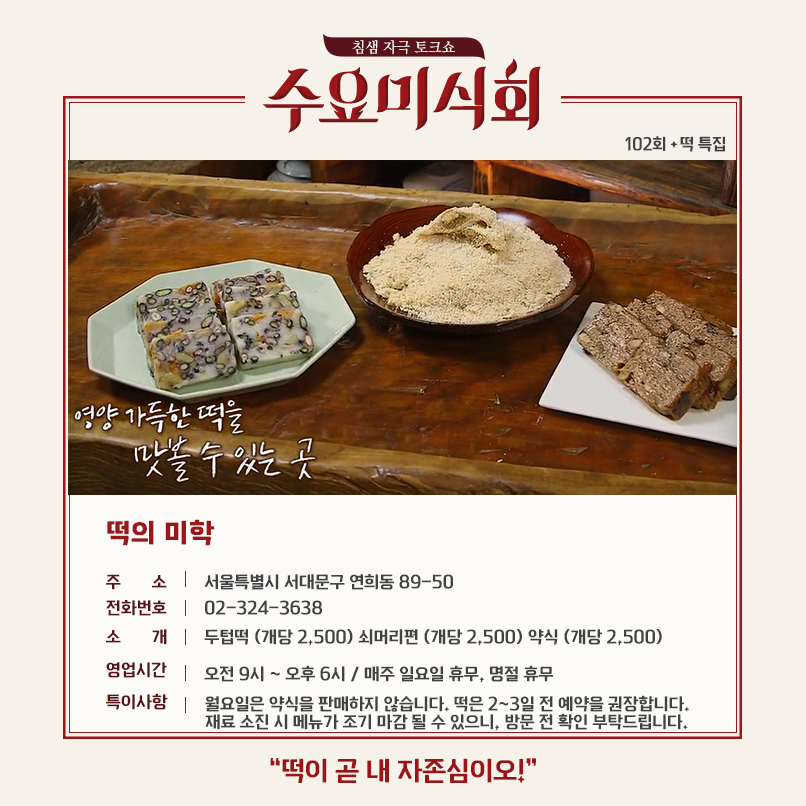 침샘 자극 토크쇼
수요미식회
102회 + 떡 특집
영양 가득한 떡을
맛볼 수 있는 곳
떡의 미학
주 소 | 서울특별시 서대문구 연희동 89-50
전화번호 | 02-324-3638
소 개 | 두텁떡 (개당 2,500) 쇠머리편 (개당 2,500) 약식 (개당 2,500)
영업시간 | 오전 9시 ~ 오후 6시 / 매주 일요일 휴무, 명절 휴무
특이사항 | 월요일은 약식을 판매하지 않습니다. 떡은 2~3일 전 예약을 권장합니다.
재료 소진 시 메뉴가 조기 마감 될 수 있으니, 방문 전 확인 부탁드립니다.
“떡이 곧 내 자존심이오!”